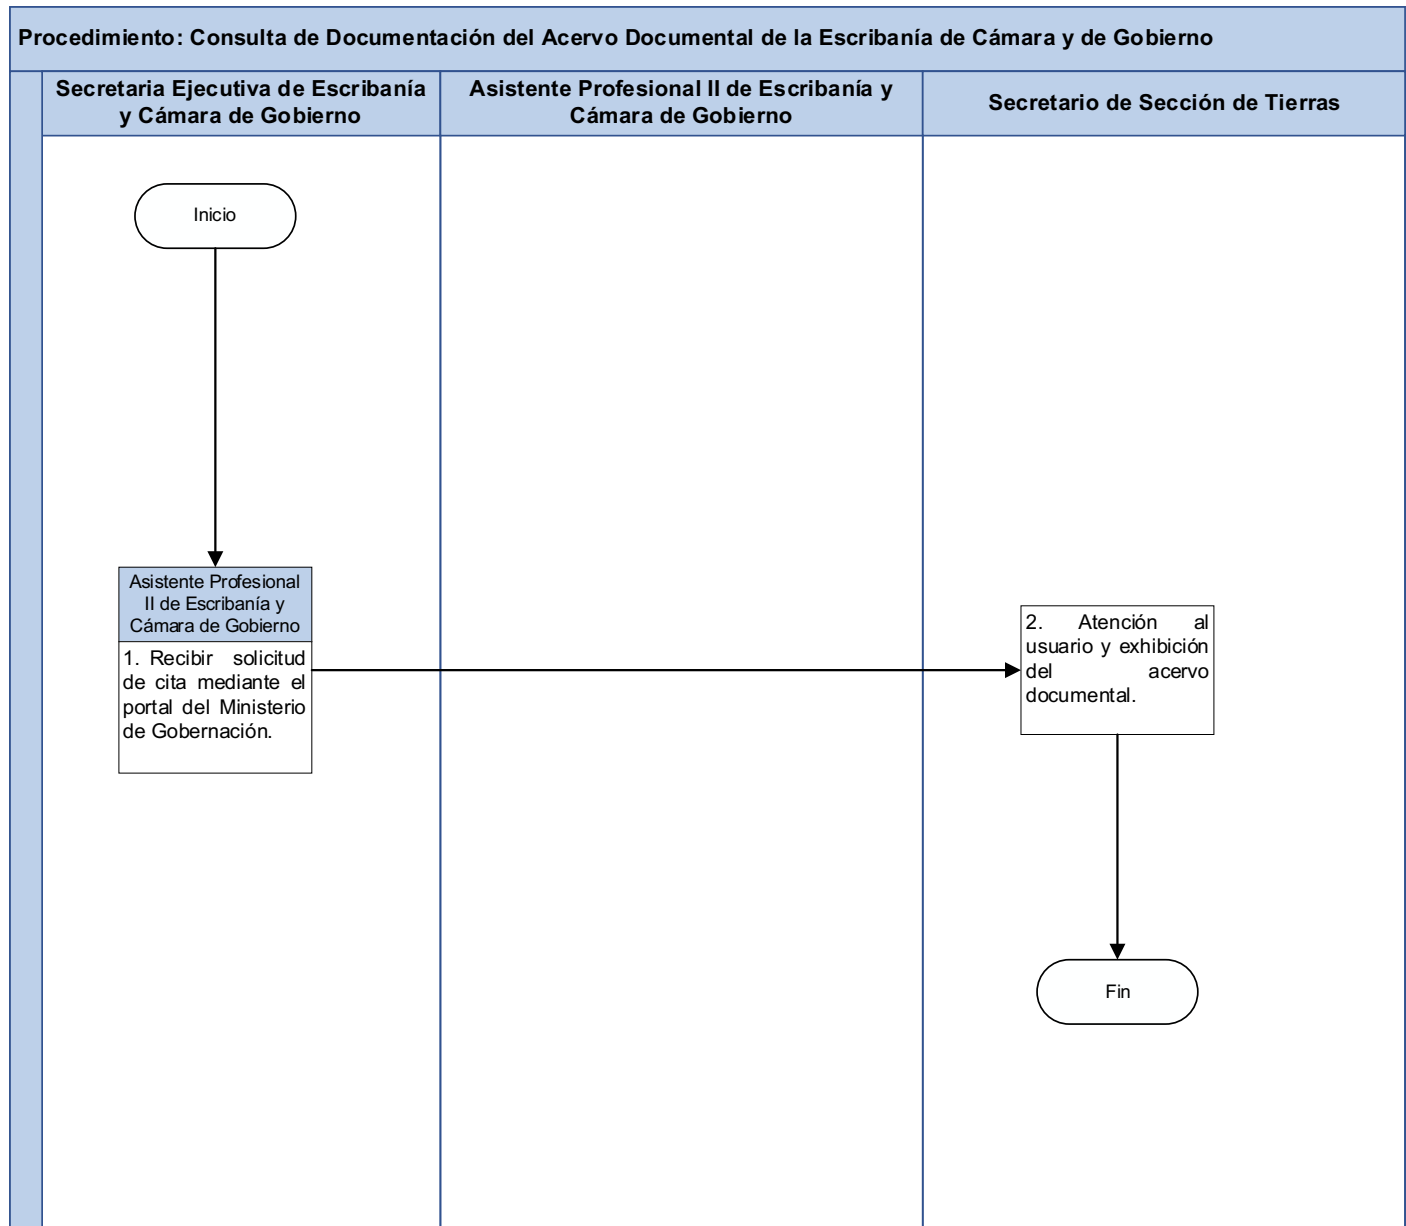 Procedimiento: Consulta de Documentación del Acervo Documental de la Escribanía de Cámara y de Gobierno
Secretaria Ejecutiva de Escribanía
y Cámara de Gobierno
Asistente Profesional II de Escribanía y
Cámara de Gobierno
Secretario de Sección de Tierras
Inicio
Asistente Profesional
II de Escribanía y
Cámara de Gobierno
1. Recibir solicitud
de cita mediante el
portal del Ministerio
de Gobernación.
2. Atención al
usuario y exhibición
del acervo
documental.
Fin